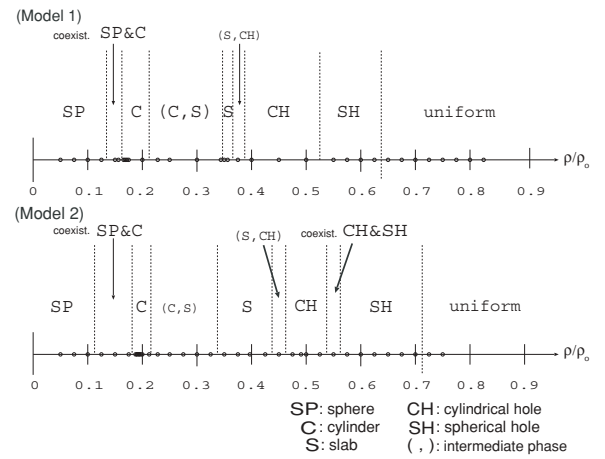 (Model 1)
coexist. SP&C
(S,CH)
SP C (C,S) S CH SH uniform
0 0.1 0.2 0.3 0.4 0.5 0.6 0.7 0.8 0.9 ρ/ρ₀
(Model 2)
coexist. SP&C
(S,CH)
coexist. CH&SH
SP C (C,S) S CH SH uniform
0 0.1 0.2 0.3 0.4 0.5 0.6 0.7 0.8 0.9 ρ/ρ₀
SP: sphere CH: cylindrical hole
C: cylinder SH: spherical hole
S: slab ( , ): intermediate phase